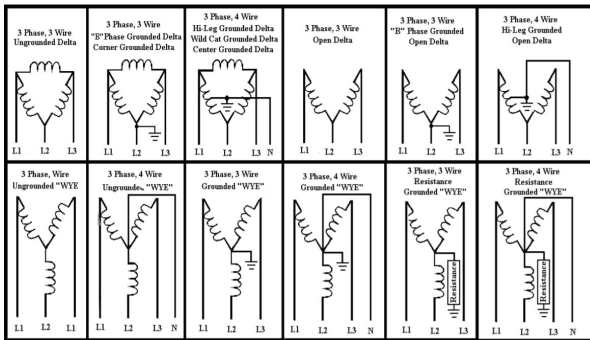 3 Phase, 3 Wire
Ungrounded Delta
L1 L2 L3
3 Phase, 3 Wire
"B"Phase Grounded Delta
Corner Grounded Delta
L1 L2 L3
3 Phase, 4 Wire
Hi-Leg Grounded Delta
Wild Cat Grounded Delta
Center Grounded Delta
L1 L2 L3 N
3 Phase, 3 Wire
Open Delta
L1 L2 L3
3 Phase, 3 Wire
"B" Phase Grounded
Open Delta
L1 L2 L3
3 Phase, 4 Wire
Hi-Leg Grounded
Open Delta
L1 L2 L3 N
3 Phase, Wire
Ungrounded "WYE
L1 L2 L1
3 Phase, 4 Wire
Ungrounded "WYE"
L1 L2 L3 N
3 Phase, 3 Wire
Grounded "WYE"
L1 L2 L3
3 Phase, 4 Wire
Grounded "WYE"
L1 L2 L3 N
3 Phase, 3 Wire
Resistance
Grounded "WYE"
Resistance
L1 L2 L3
3 Phase, 4 Wire
Resistance
Grounded "WYE"
Resistance
L1 L2 L3 N